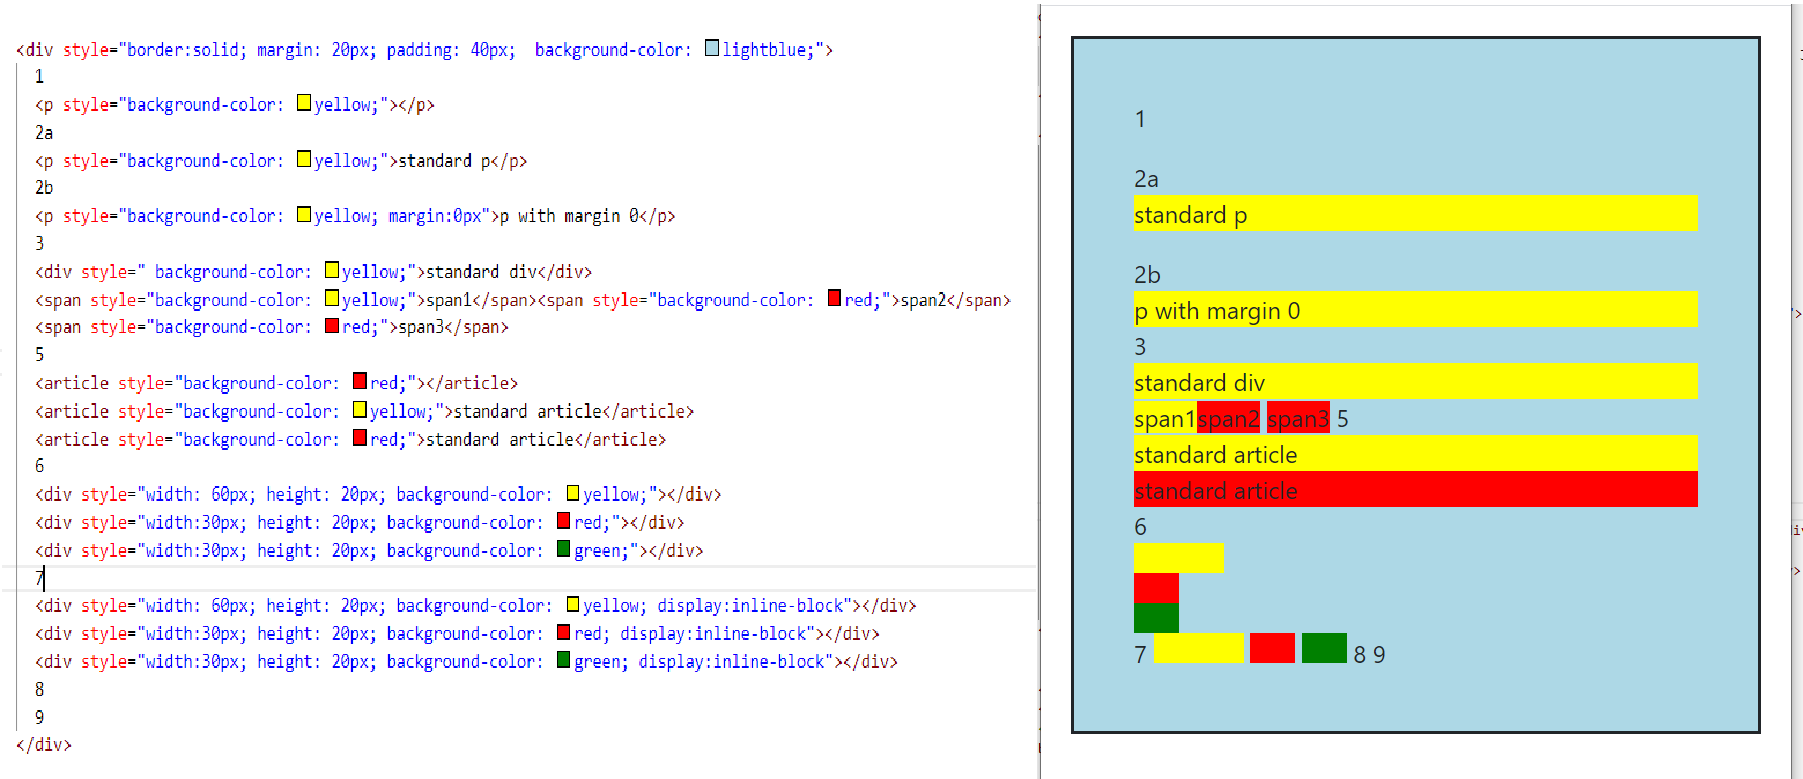 <div style="border:solid; margin: 20px; padding: 40px;  background-color: lightblue;">
1
<p style="background-color: yellow;"></p>
2a
<p style="background-color: yellow;">standard p</p>
2b
<p style="background-color: yellow; margin:0px">p with margin 0</p>
3
<div style=" background-color: yellow;">standard div</div>
<span style="background-color: yellow;">span1</span><span style="background-color: red;">span2</span>
<span style="background-color: red;">span3</span>
5
<article style="background-color: red;"></article>
<article style="background-color: yellow;">standard article</article>
<article style="background-color: red;">standard article</article>
6
<div style="width: 60px; height: 20px; background-color: yellow;"></div>
<div style="width:30px; height: 20px; background-color: red;"></div>
<div style="width:30px; height: 20px; background-color: green;"></div>
7
<div style="width: 60px; height: 20px; background-color: yellow; display:inline-block"></div>
<div style="width:30px; height: 20px; background-color: red; display:inline-block"></div>
<div style="width:30px; height: 20px; background-color: green; display:inline-block"></div>
8
9
</div>
1
2a
standard p
2b
p with margin 0
3
standard div
span1span2 span3 5
standard article
standard article
6
7 8 9